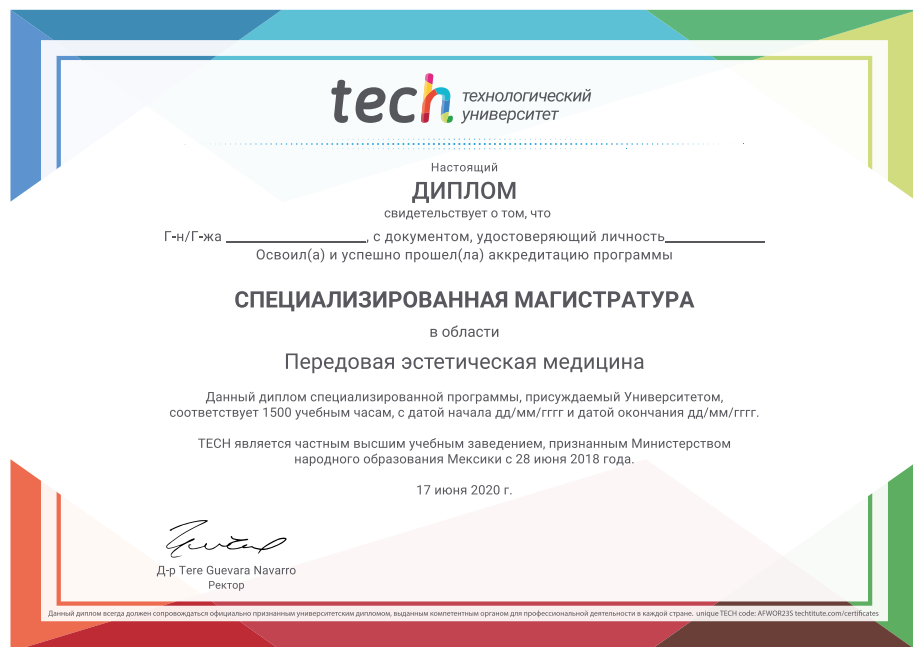 tech технологический
университет
Настоящий
ДИПЛОМ
свидетельствует о том, что
Г-н/Г-жа ____________________, с документом, удостоверяющий личность______________
Освоил(а) и успешно прошел(ла) аккредитацию программы
СПЕЦИАЛИЗИРОВАННАЯ МАГИСТРАТУРА
в области
Передовая эстетическая медицина
Данный диплом специализированной программы, присуждаемый Университетом,
соответствует 1500 учебным часам, с датой начала дд/мм/гггг и датой окончания дд/мм/гггг.
TECH является частным высшим учебным заведением, признанным Министерством
народного образования Мексики с 28 июня 2018 года.
17 июня 2020 г.
Д-р Tere Guevara Navarro
Ректор
Данный диплом всегда должен сопровождаться официально признанным университетским дипломом, выданным компетентным органом для профессиональной деятельности в каждой стране. unique TECH code: AFWOR23S techtitute.com/certificates